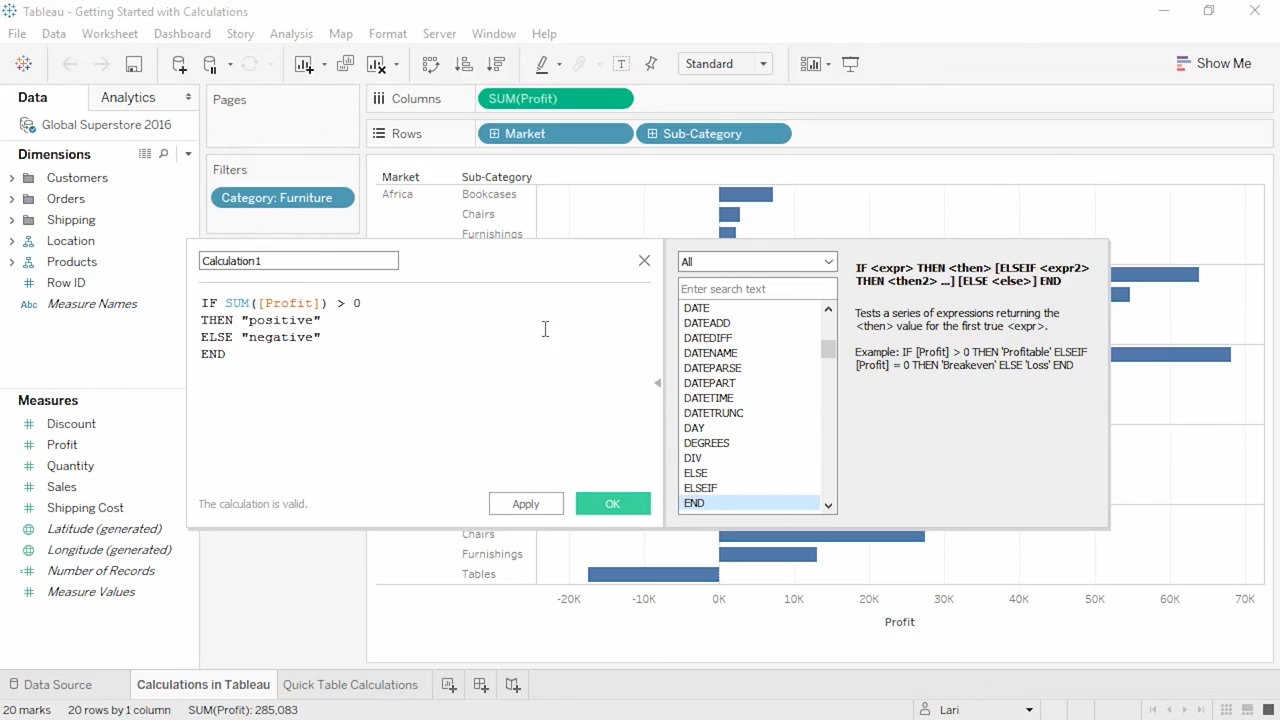 Tableau - Getting Started with Calculations
File Data Worksheet Dashboard Story Analysis Map Format Server Window Help
Standard
Show Me
Data Analytics
Global Superstore 2016
Dimensions
Customers
Orders
Shipping
Location
Products
Row ID
Abc Measure Names
Measures
Discount
Profit
Quantity
Sales
Shipping Cost
Latitude (generated)
Longitude (generated)
Number of Records
Measure Values
Pages
Filters
Category: Furniture
Columns SUM(Profit)
Rows Market Sub-Category
Market Sub-Category
Africa Bookcases
Chairs
Furnishings
Calculation1
IF SUM([Profit]) > 0
THEN "positive"
ELSE "negative"
END
The calculation is valid.
Apply OK
All
Enter search text
DATE
DATEADD
DATEDIFF
DATENAME
DATEPARSE
DATEPART
DATETIME
DATETRUNC
DAY
DEGREES
DIV
ELSE
ELSEIF
END
IF <expr> THEN <then> [ELSEIF <expr2>
THEN <then2> ...] [ELSE <else>] END
Tests a series of expressions returning the
<then> value for the first true <expr>.
Example: IF [Profit] > 0 THEN 'Profitable' ELSEIF
[Profit] = 0 THEN 'Breakeven' ELSE 'Loss' END
Chairs
Furnishings
Tables
-20K -10K 0K 10K 20K 30K 40K 50K 60K 70K
Profit
Data Source Calculations in Tableau Quick Table Calculations
20 marks 20 rows by 1 column SUM(Profit): 285,083
Lari